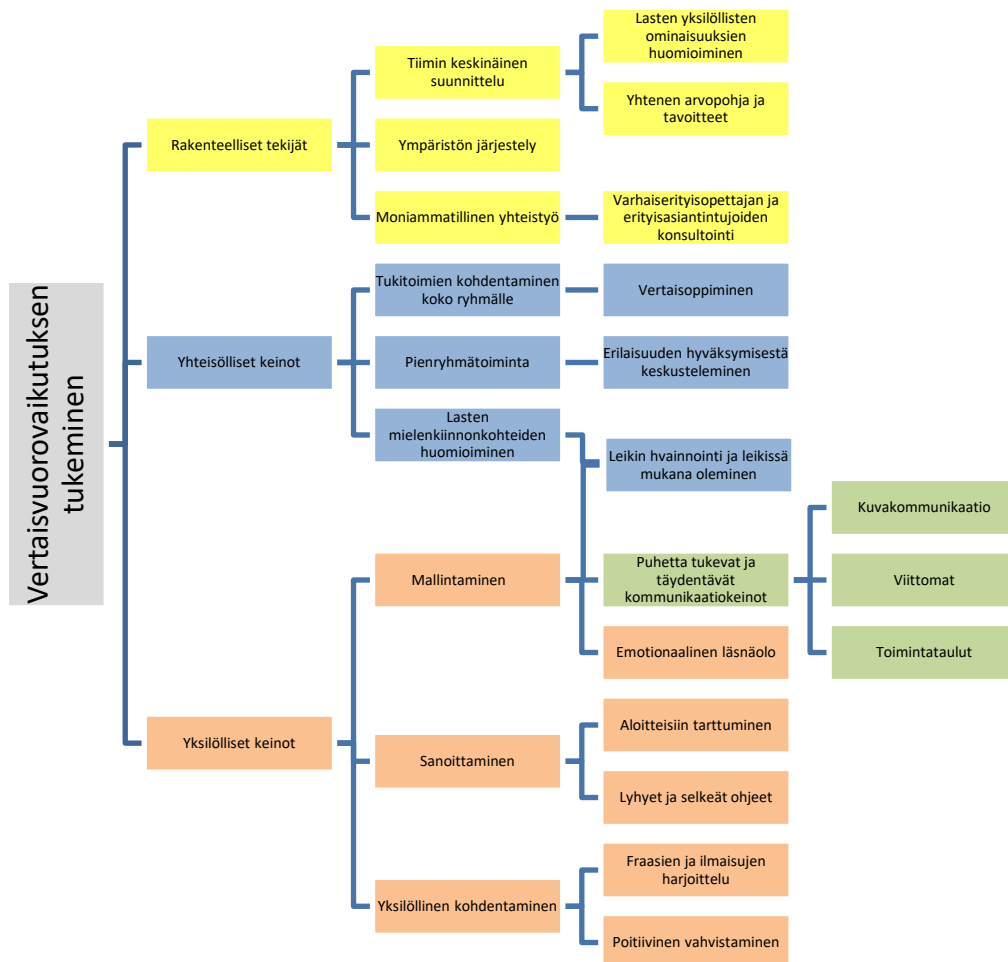 Vertaisvuorovaikutuksen
tukeminen
Rakenteelliset tekijät
Tiimin keskinäinen
suunnittelu
Lasten yksilöllisten
ominaisuuksien
huomioiminen
Yhtenen arvopohja ja
tavoitteet
Ympäristön järjestely
Moniammatillinen yhteistyö
Varhaiserityisopettajan ja
erityisasiantintujoiden
konsultointi
Yhteisölliset keinot
Tukitoimien kohdentaminen
koko ryhmälle
Vertaisoppiminen
Pienryhmätoiminta
Erilaisuuden hyväksymisestä
keskusteleminen
Lasten
mielenkiinnonkohteiden
huomioiminen
Leikin hvainnointi ja leikissä
mukana oleminen
Yksilölliset keinot
Mallintaminen
Puhetta tukevat ja
täydentävät
kommunikaatiokeinot
Kuvakommunikaatio
Viittomat
Toimintataulut
Emotionaalinen läsnäolo
Sanoittaminen
Aloitteisiin tarttuminen
Lyhyet ja selkeät ohjeet
Yksilöllinen kohdentaminen
Fraasien ja ilmaisujen
harjoittelu
Poitiivinen vahvistaminen